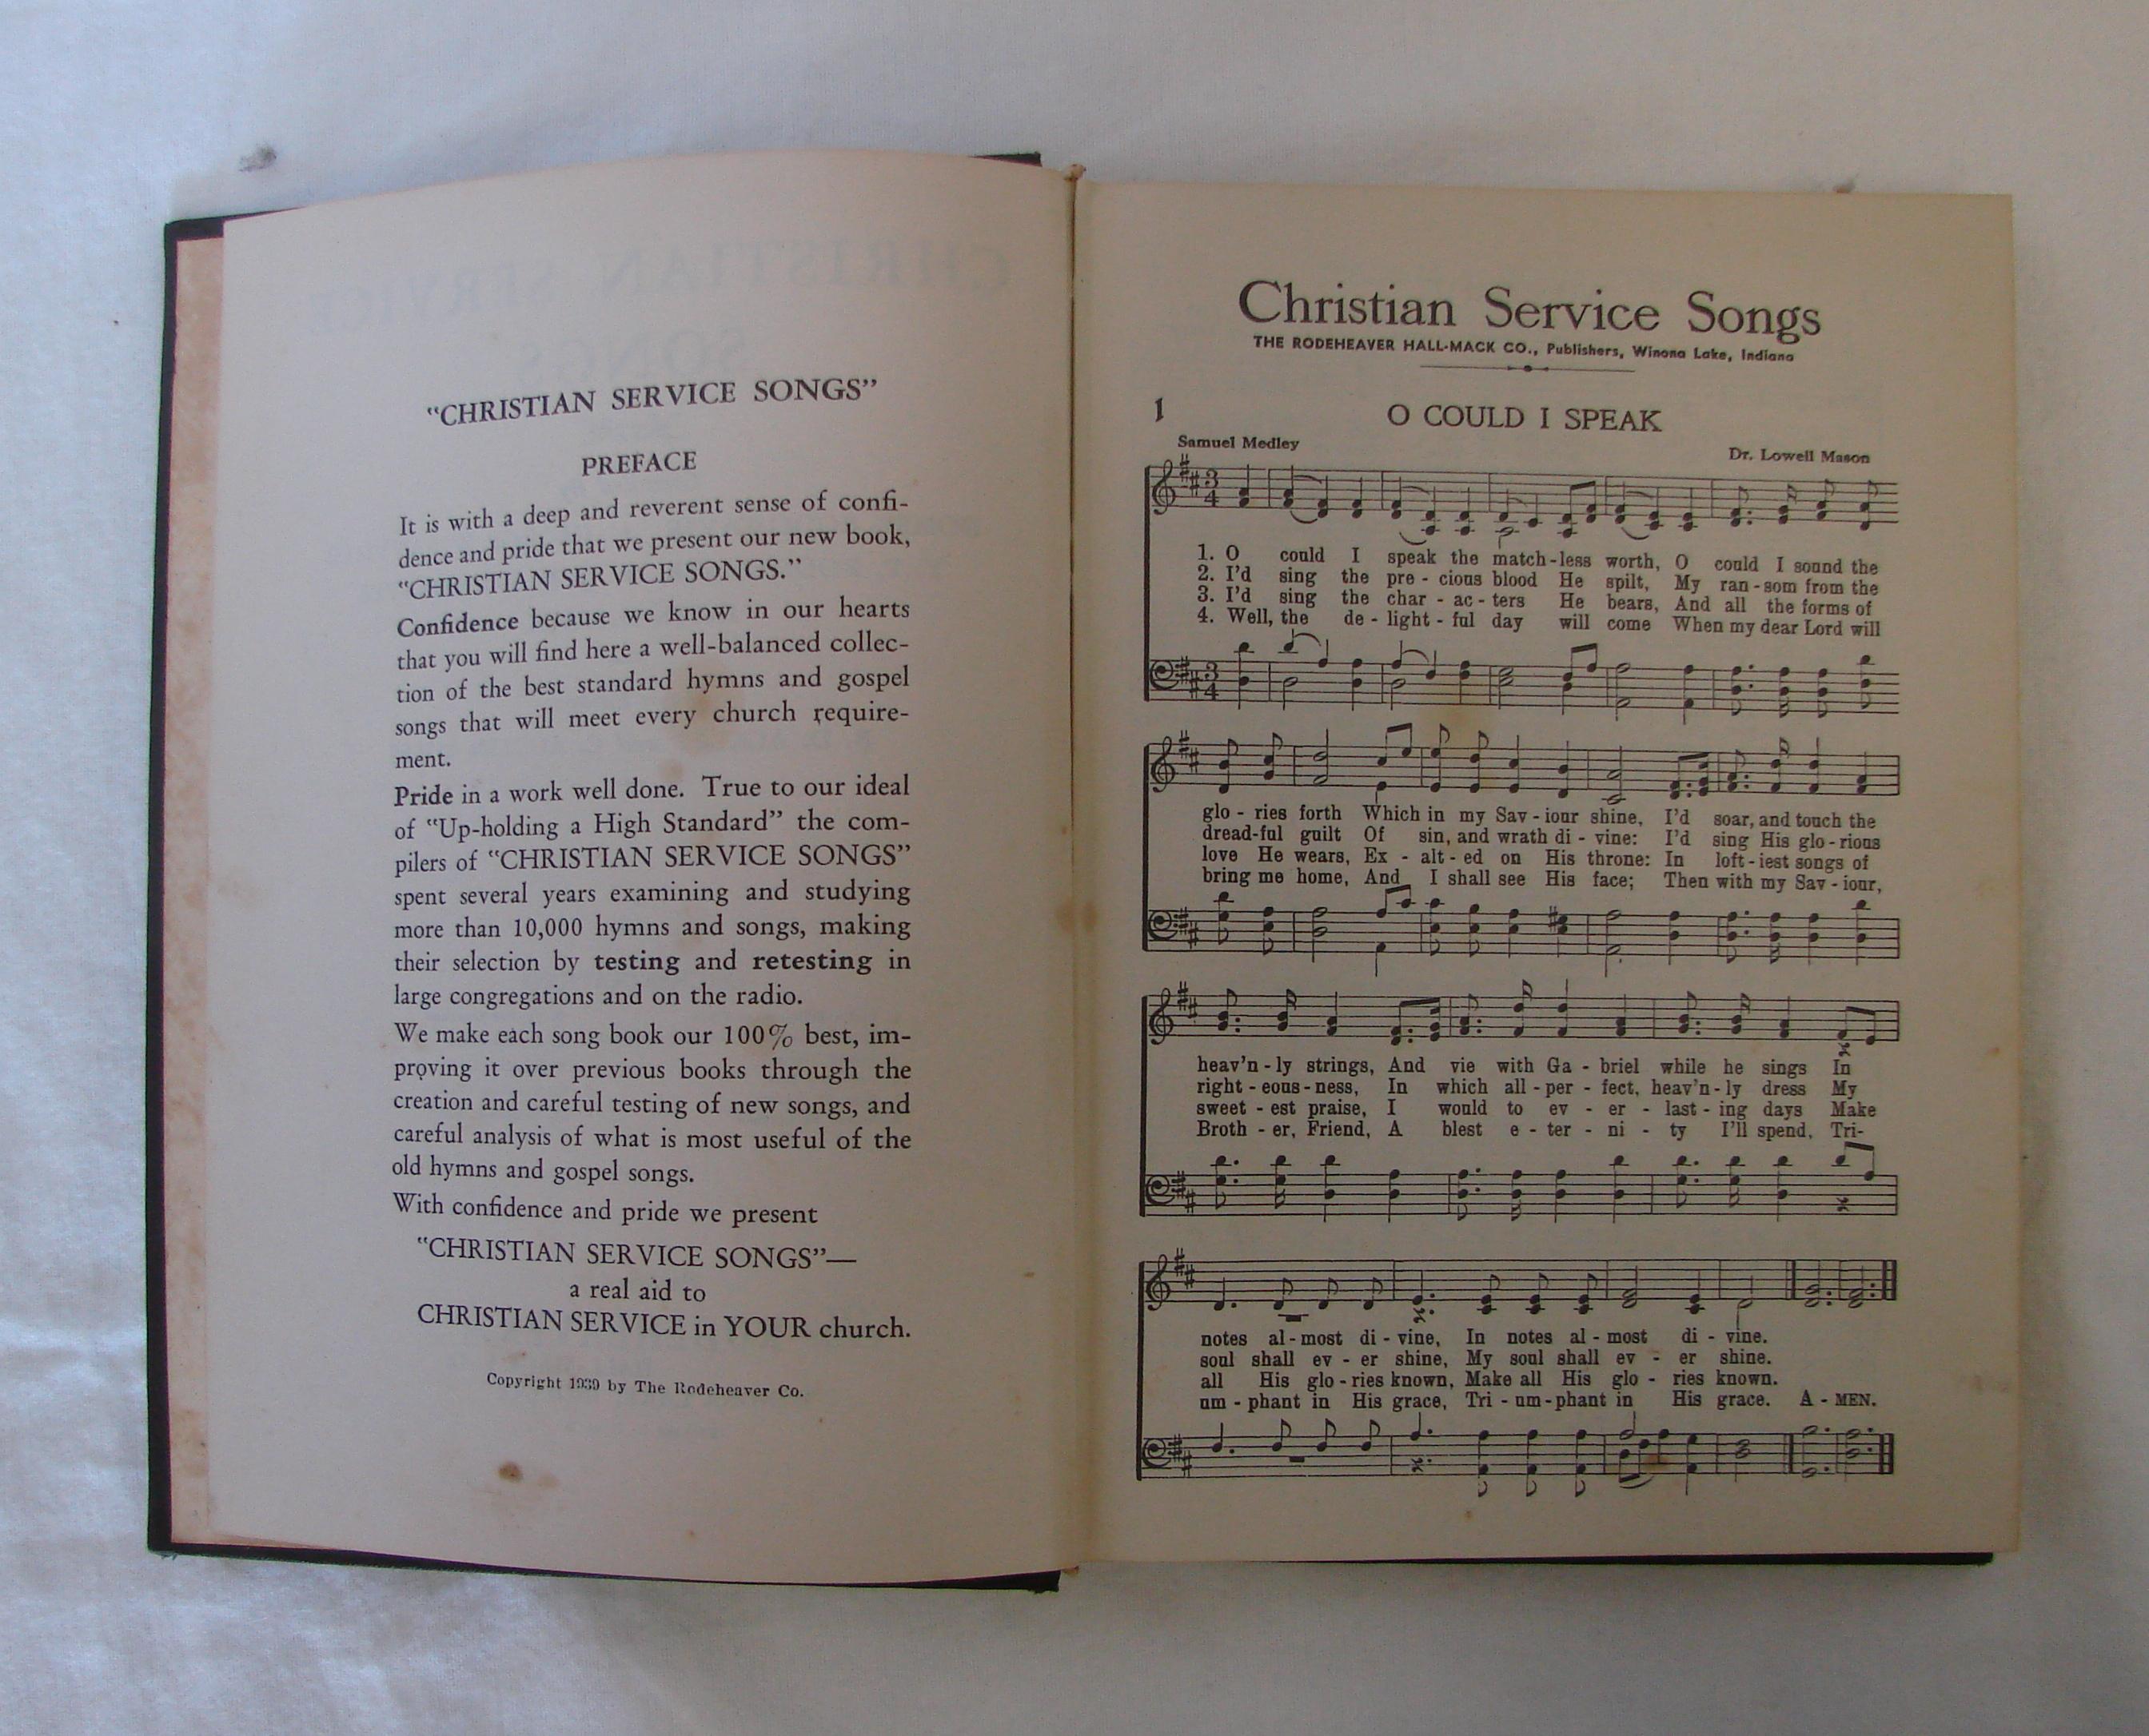 "CHRISTIAN SERVICE SONGS"
PREFACE
It is with a deep and reverent sense of confi-
dence and pride that we present our new book,
"CHRISTIAN SERVICE SONGS."
Confidence because we know in our hearts
that you will find here a well-balanced collec-
tion of the best standard hymns and gospel
songs that will meet every church require-
ment.
Pride in a work well done. True to our ideal
of "Up-holding a High Standard" the com-
pilers of "CHRISTIAN SERVICE SONGS"
spent several years examining and studying
more than 10,000 hymns and songs, making
their selection by testing and retesting in
large congregations and on the radio.
We make each song book our 100% best, im-
proving it over previous books through the
creation and careful testing of new songs, and
careful analysis of what is most useful of the
old hymns and gospel songs.
With confidence and pride we present
"CHRISTIAN SERVICE SONGS"—
a real aid to
CHRISTIAN SERVICE in YOUR church.
Copyright 1939 by The Rodeheaver Co.
Christian Service Songs
THE RODEHEAVER HALL-MACK CO., Publishers, Winona Lake, Indiana
1 O COULD I SPEAK
Samuel Medley Dr. Lowell Mason
3 4
1. O could I speak the match-less worth, O could I sound the
2. I'd sing the pre - cious blood He spilt, My ran - som from the
3. I'd sing the char - ac - ters He bears, And all the forms of
4. Well, the de - light - ful day will come When my dear Lord will
3 4
glo - ries forth Which in my Sav - iour shine, I'd soar, and touch the
dread-ful guilt Of sin, and wrath di - vine: I'd sing His glo - rious
love He wears, Ex - alt - ed on His throne: In loft - iest songs of
bring me home, And I shall see His face; Then with my Sav - iour,
heav'n - ly strings, And vie with Ga - briel while he sings In
right - eous - ness, In which all - per - fect, heav'n - ly dress My
sweet - est praise, I would to ev - er - last - ing days Make
Broth - er, Friend, A blest e - ter - ni - ty I'll spend, Tri-
notes al - most di - vine, In notes al - most di - vine.
soul shall ev - er shine, My soul shall ev - er shine.
all His glo - ries known, Make all His glo - ries known.
um - phant in His grace, Tri - um - phant in His grace. A - MEN.